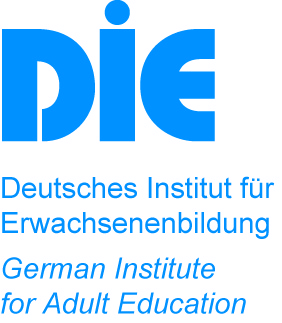 DiE
Deutsches Institut für
Erwachsenenbildung
German Institute
for Adult Education